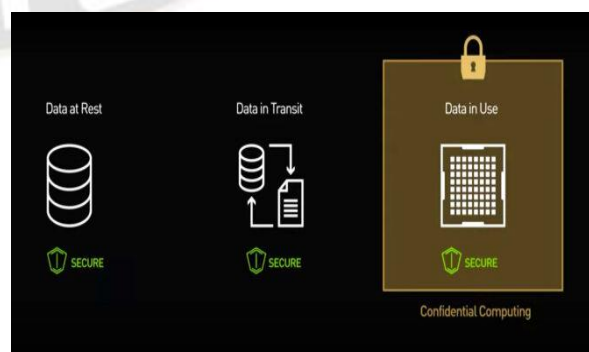 Data at Rest
Data in Transit
Data in Use
SECURE
SECURE
SECURE
Confidential Computing